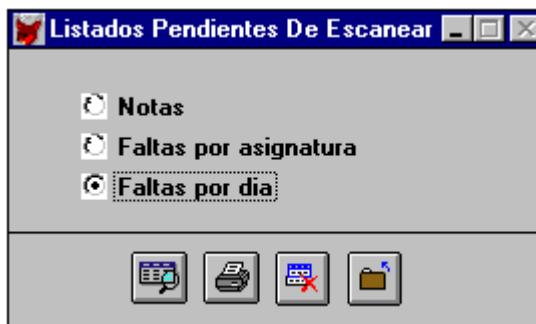 Listados Pendientes De Escanear
Notas
Faltas por asignatura
Faltas por dia